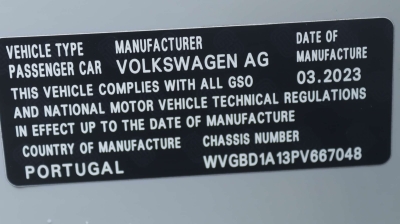 VEHICLE TYPE MANUFACTURER DATE OF
PASSENGER CAR VOLKSWAGEN AG MANUFACTURE
THIS VEHICLE COMPLIES WITH ALL GSO 03.2023
AND NATIONAL MOTOR VEHICLE TECHNICAL REGULATIONS
IN EFFECT UP TO THE DATE OF MANUFACTURE
COUNTRY OF MANUFACTURE CHASSIS NUMBER
PORTUGAL WVGBD1A13PV667048